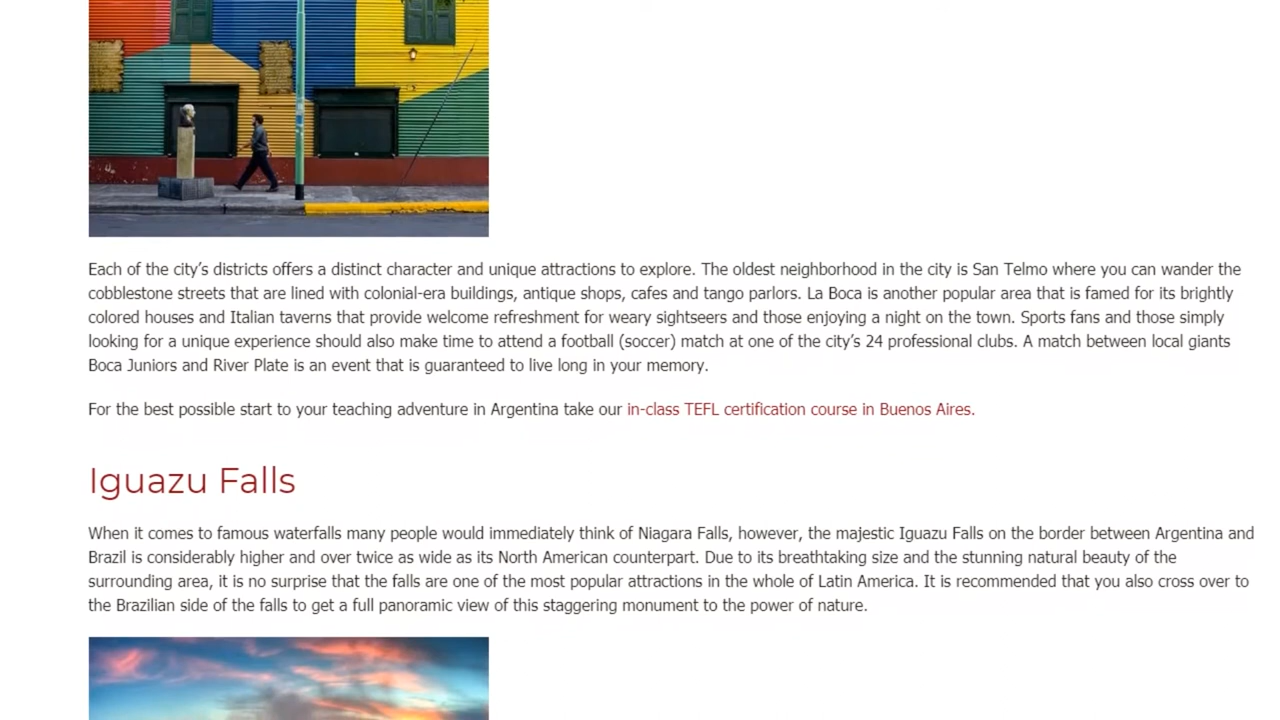 Each of the city's districts offers a distinct character and unique attractions to explore. The oldest neighborhood in the city is San Telmo where you can wander the
cobblestone streets that are lined with colonial-era buildings, antique shops, cafes and tango parlors. La Boca is another popular area that is famed for its brightly
colored houses and Italian taverns that provide welcome refreshment for weary sightseers and those enjoying a night on the town. Sports fans and those simply
looking for a unique experience should also make time to attend a football (soccer) match at one of the city's 24 professional clubs. A match between local giants
Boca Juniors and River Plate is an event that is guaranteed to live long in your memory.
For the best possible start to your teaching adventure in Argentina take our in-class TEFL certification course in Buenos Aires.
Iguazu Falls
When it comes to famous waterfalls many people would immediately think of Niagara Falls, however, the majestic Iguazu Falls on the border between Argentina and
Brazil is considerably higher and over twice as wide as its North American counterpart. Due to its breathtaking size and the stunning natural beauty of the
surrounding area, it is no surprise that the falls are one of the most popular attractions in the whole of Latin America. It is recommended that you also cross over to
the Brazilian side of the falls to get a full panoramic view of this staggering monument to the power of nature.